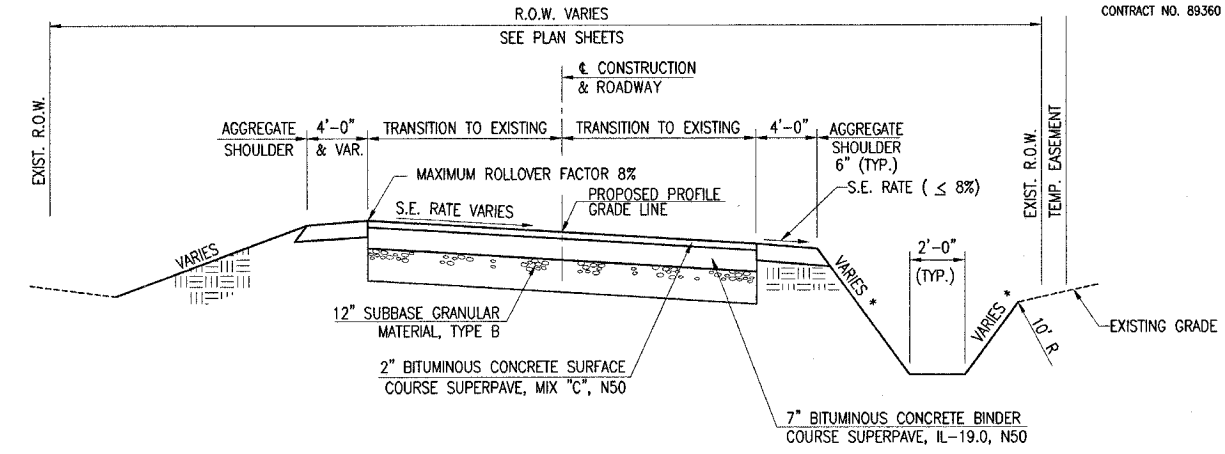 R.O.W. VARIES
CONTRACT NO. 89360
SEE PLAN SHEETS
℄ CONSTRUCTION
& ROADWAY
EXIST. R.O.W.
AGGREGATE
SHOULDER
4'-0"
& VAR.
TRANSITION TO EXISTING
TRANSITION TO EXISTING
4'-0"
AGGREGATE
SHOULDER
6" (TYP.)
EXIST. R.O.W.
TEMP. EASEMENT
MAXIMUM ROLLOVER FACTOR 8%
S.E. RATE VARIES
PROPOSED PROFILE
GRADE LINE
S.E. RATE ( ≤ 8%)
VARIES
VARIES *
2'-0"
(TYP.)
VARIES *
10' R
EXISTING GRADE
12" SUBBASE GRANULAR
MATERIAL, TYPE B
2" BITUMINOUS CONCRETE SURFACE
COURSE SUPERPAVE, MIX "C", N50
7" BITUMINOUS CONCRETE BINDER
COURSE SUPERPAVE, IL-19.0, N50